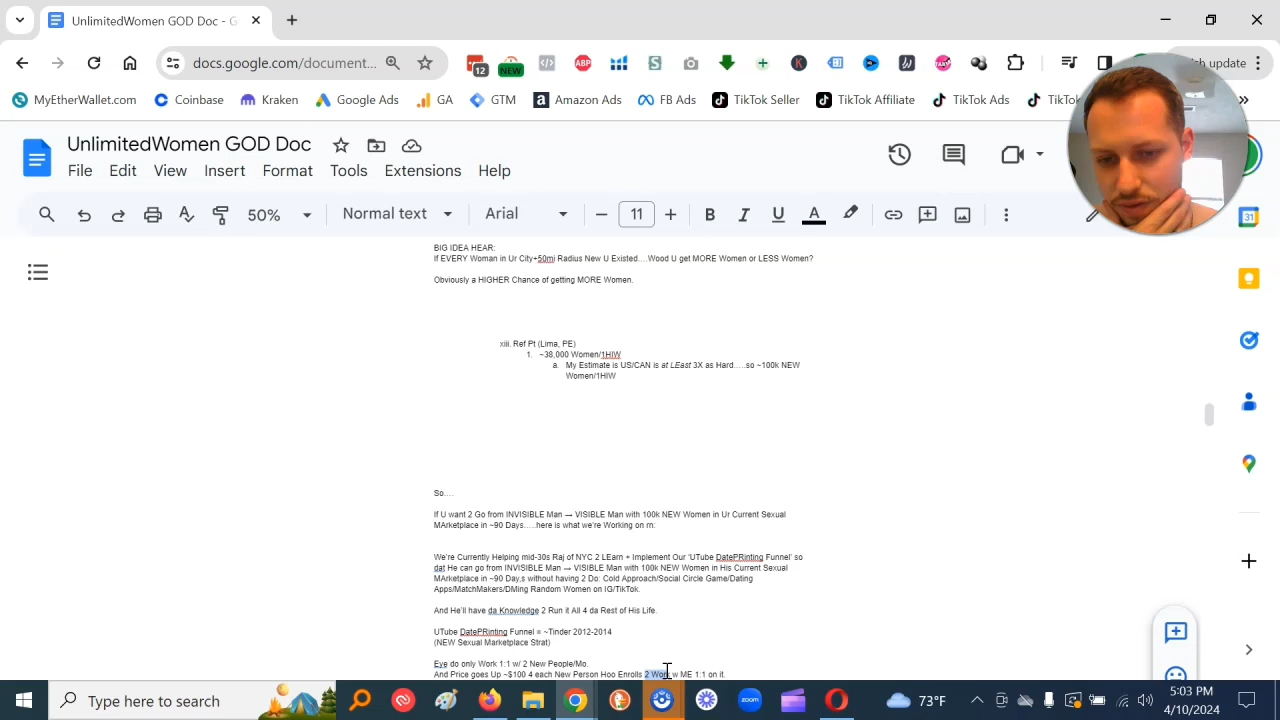 UnlimitedWomen GOD Doc - G
docs.google.com/document...
12
NEW
ABP
sh update
MyEtherWallet.com
Coinbase
Kraken
Google Ads
GA
GTM
Amazon Ads
FB Ads
TikTok Seller
TikTok Affiliate
TikTok Ads
TikTok
UnlimitedWomen GOD Doc
File Edit View Insert Format Tools Extensions Help
50% Normal text Arial 11 B I U A
BIG IDEA HEAR:
If EVERY Woman in Ur City+50mi Radius New U Existed....Wood U get MORE Women or LESS Women?
Obviously a HIGHER Chance of getting MORE Women.
xiii. Ref Pt (Lima, PE)
1. ~38,000 Women/1HIW
a. My Estimate is US/CAN is at LEast 3X as Hard.....so ~100k NEW
Women/1HIW
So....
If U want 2 Go from INVISIBLE Man → VISIBLE Man with 100k NEW Women in Ur Current Sexual
MArketplace in ~90 Days.....here is what we're Working on rn:
We're Currently Helping mid-30s Raj of NYC 2 LEarn + Implement Our 'UTube DatePRinting Funnel' so
dat He can go from INVISIBLE Man → VISIBLE Man with 100k NEW Women in His Current Sexual
MArketplace in ~90 Day,s without having 2 Do: Cold Approach/Social Circle Game/Dating
Apps/MatchMakers/DMing Random Women on IG/TikTok.
And He'll have da Knowledge 2 Run it All 4 da Rest of His Life.
UTube DatePRinting Funnel = ~Tinder 2012-2014
(NEW Sexual Marketplace Strat)
Eye do only Work 1:1 w/ 2 New People/Mo.
And Price goes Up ~$100 4 each New Person Hoo Enrolls 2 Work w ME 1:1 on it.
Type here to search
zoom
73°F
5:03 PM
4/10/2024